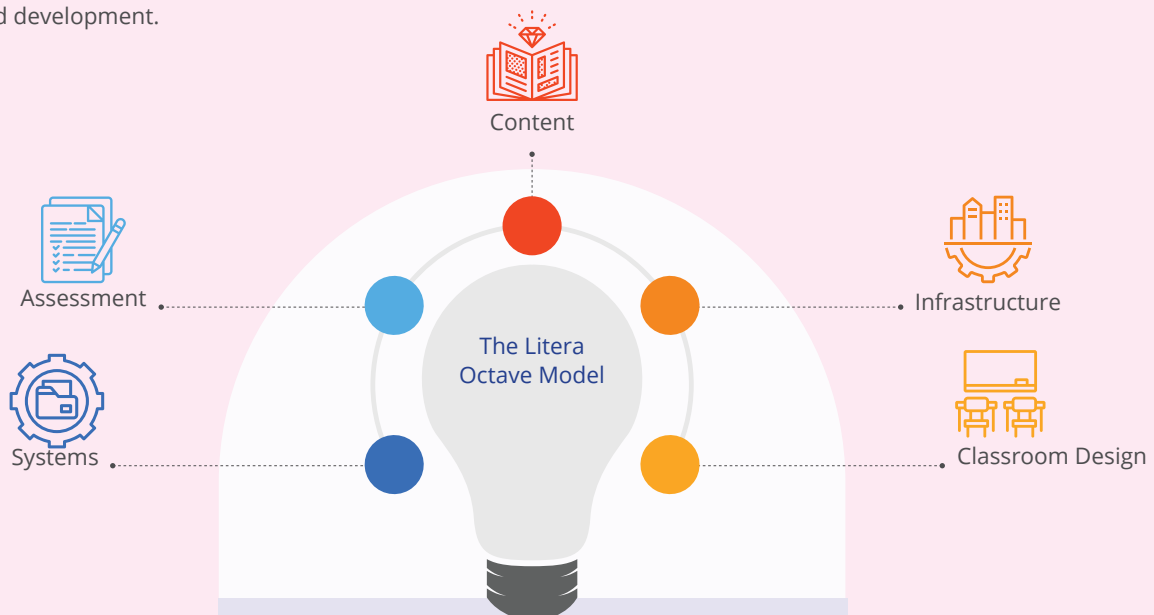 development.
Content
Assessment
Infrastructure
The Litera
Octave Model
Systems
Classroom Design